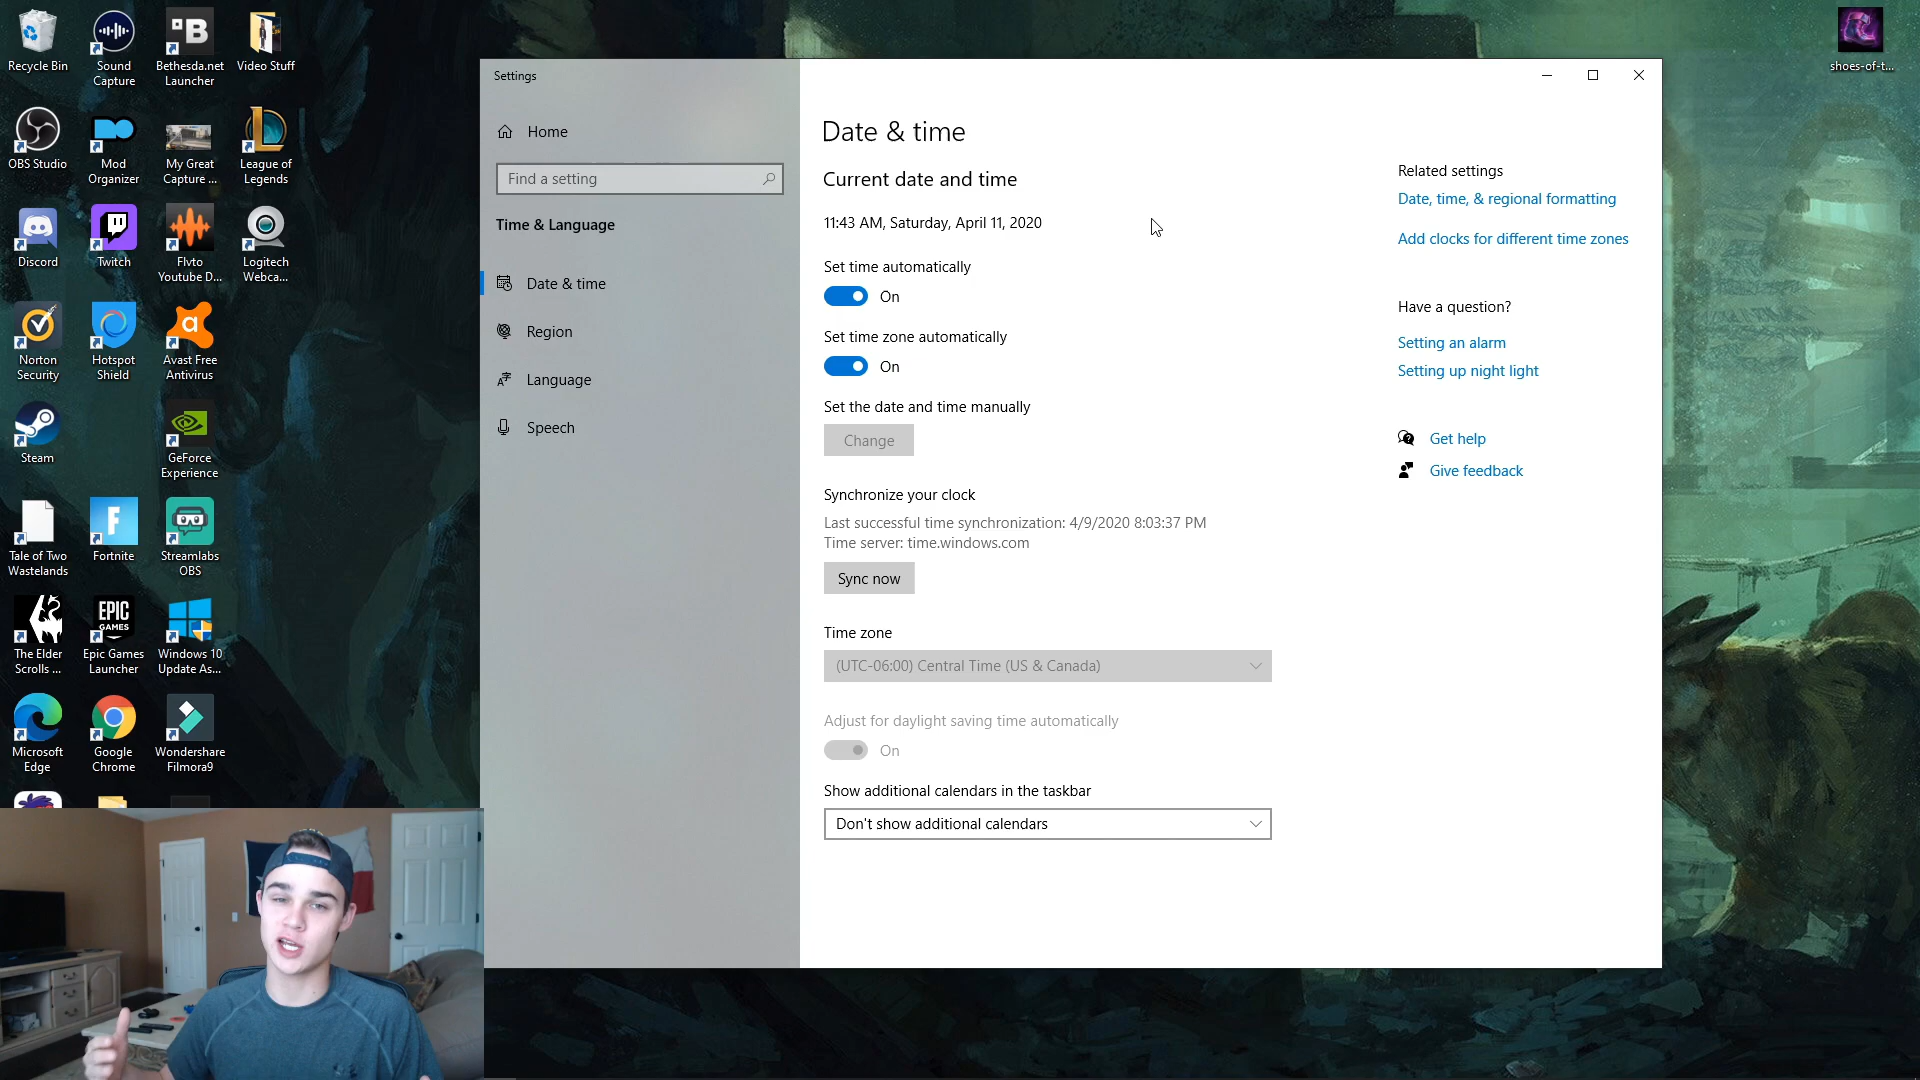 Recycle Bin
Sound
Capture
Bethesda.net
Launcher
Video Stuff
OBS Studio
Mod
Organizer
My Great
Capture ...
League of
Legends
Discord
Twitch
Flvto
Youtube D...
Logitech
Webca...
Norton
Security
Hotspot
Shield
Avast Free
Antivirus
Steam
GeForce
Experience
Tale of Two
Wastelands
Fortnite
Streamlabs
OBS
EPIC
GAMES
The Elder
Scrolls ...
Epic Games
Launcher
Windows 10
Update As...
Microsoft
Edge
Google
Chrome
Wondershare
Filmora9
shoes-of-t...
Settings
Home
Find a setting
Time & Language
Date & time
Region
Language
Speech
Date & time
Current date and time
11:43 AM, Saturday, April 11, 2020
Set time automatically
On
Set time zone automatically
On
Set the date and time manually
Change
Synchronize your clock
Last successful time synchronization: 4/9/2020 8:03:37 PM
Time server: time.windows.com
Sync now
Time zone
(UTC-06:00) Central Time (US & Canada)
Adjust for daylight saving time automatically
On
Show additional calendars in the taskbar
Don't show additional calendars
Related settings
Date, time, & regional formatting
Add clocks for different time zones
Have a question?
Setting an alarm
Setting up night light
Get help
Give feedback